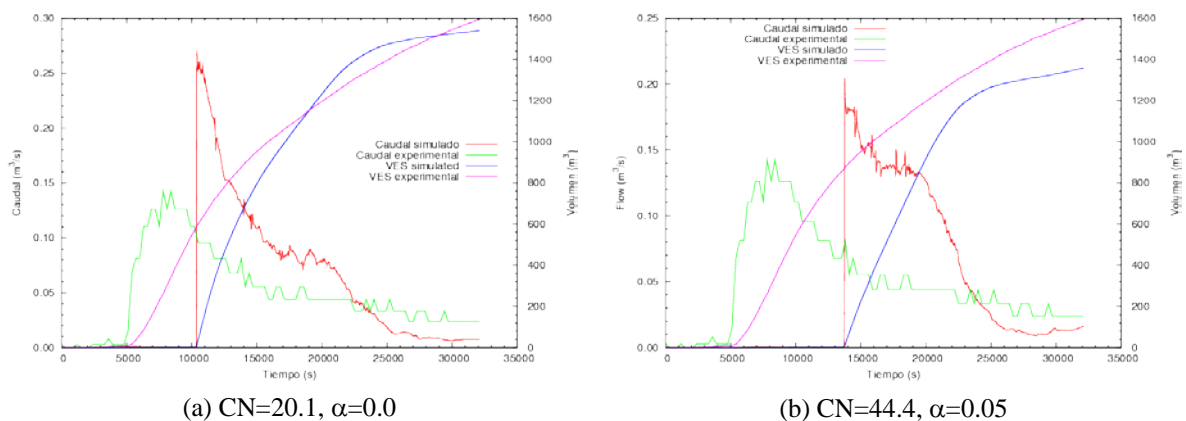 0.30
0.25
0.20
0.15
0.10
0.05
0.00
Caudal (m³/s)
1600
1400
1200
1000
800
600
400
200
0
Volumen (m³)
Caudal simulado
Caudal experimental
VES simulated
VES experimental
0 5000 10000 15000 20000 25000 30000 35000
Tiempo (s)
(a) CN=20.1, α=0.0
0.25
0.20
0.15
0.10
0.05
0.00
Flow (m³/s)
1600
1400
1200
1000
800
600
400
200
0
Volumen (m³)
Caudal simulado
Caudal experimental
VES simulado
VES experimental
0 5000 10000 15000 20000 25000 30000 35000
Tiempo (s)
(b) CN=44.4, α=0.05